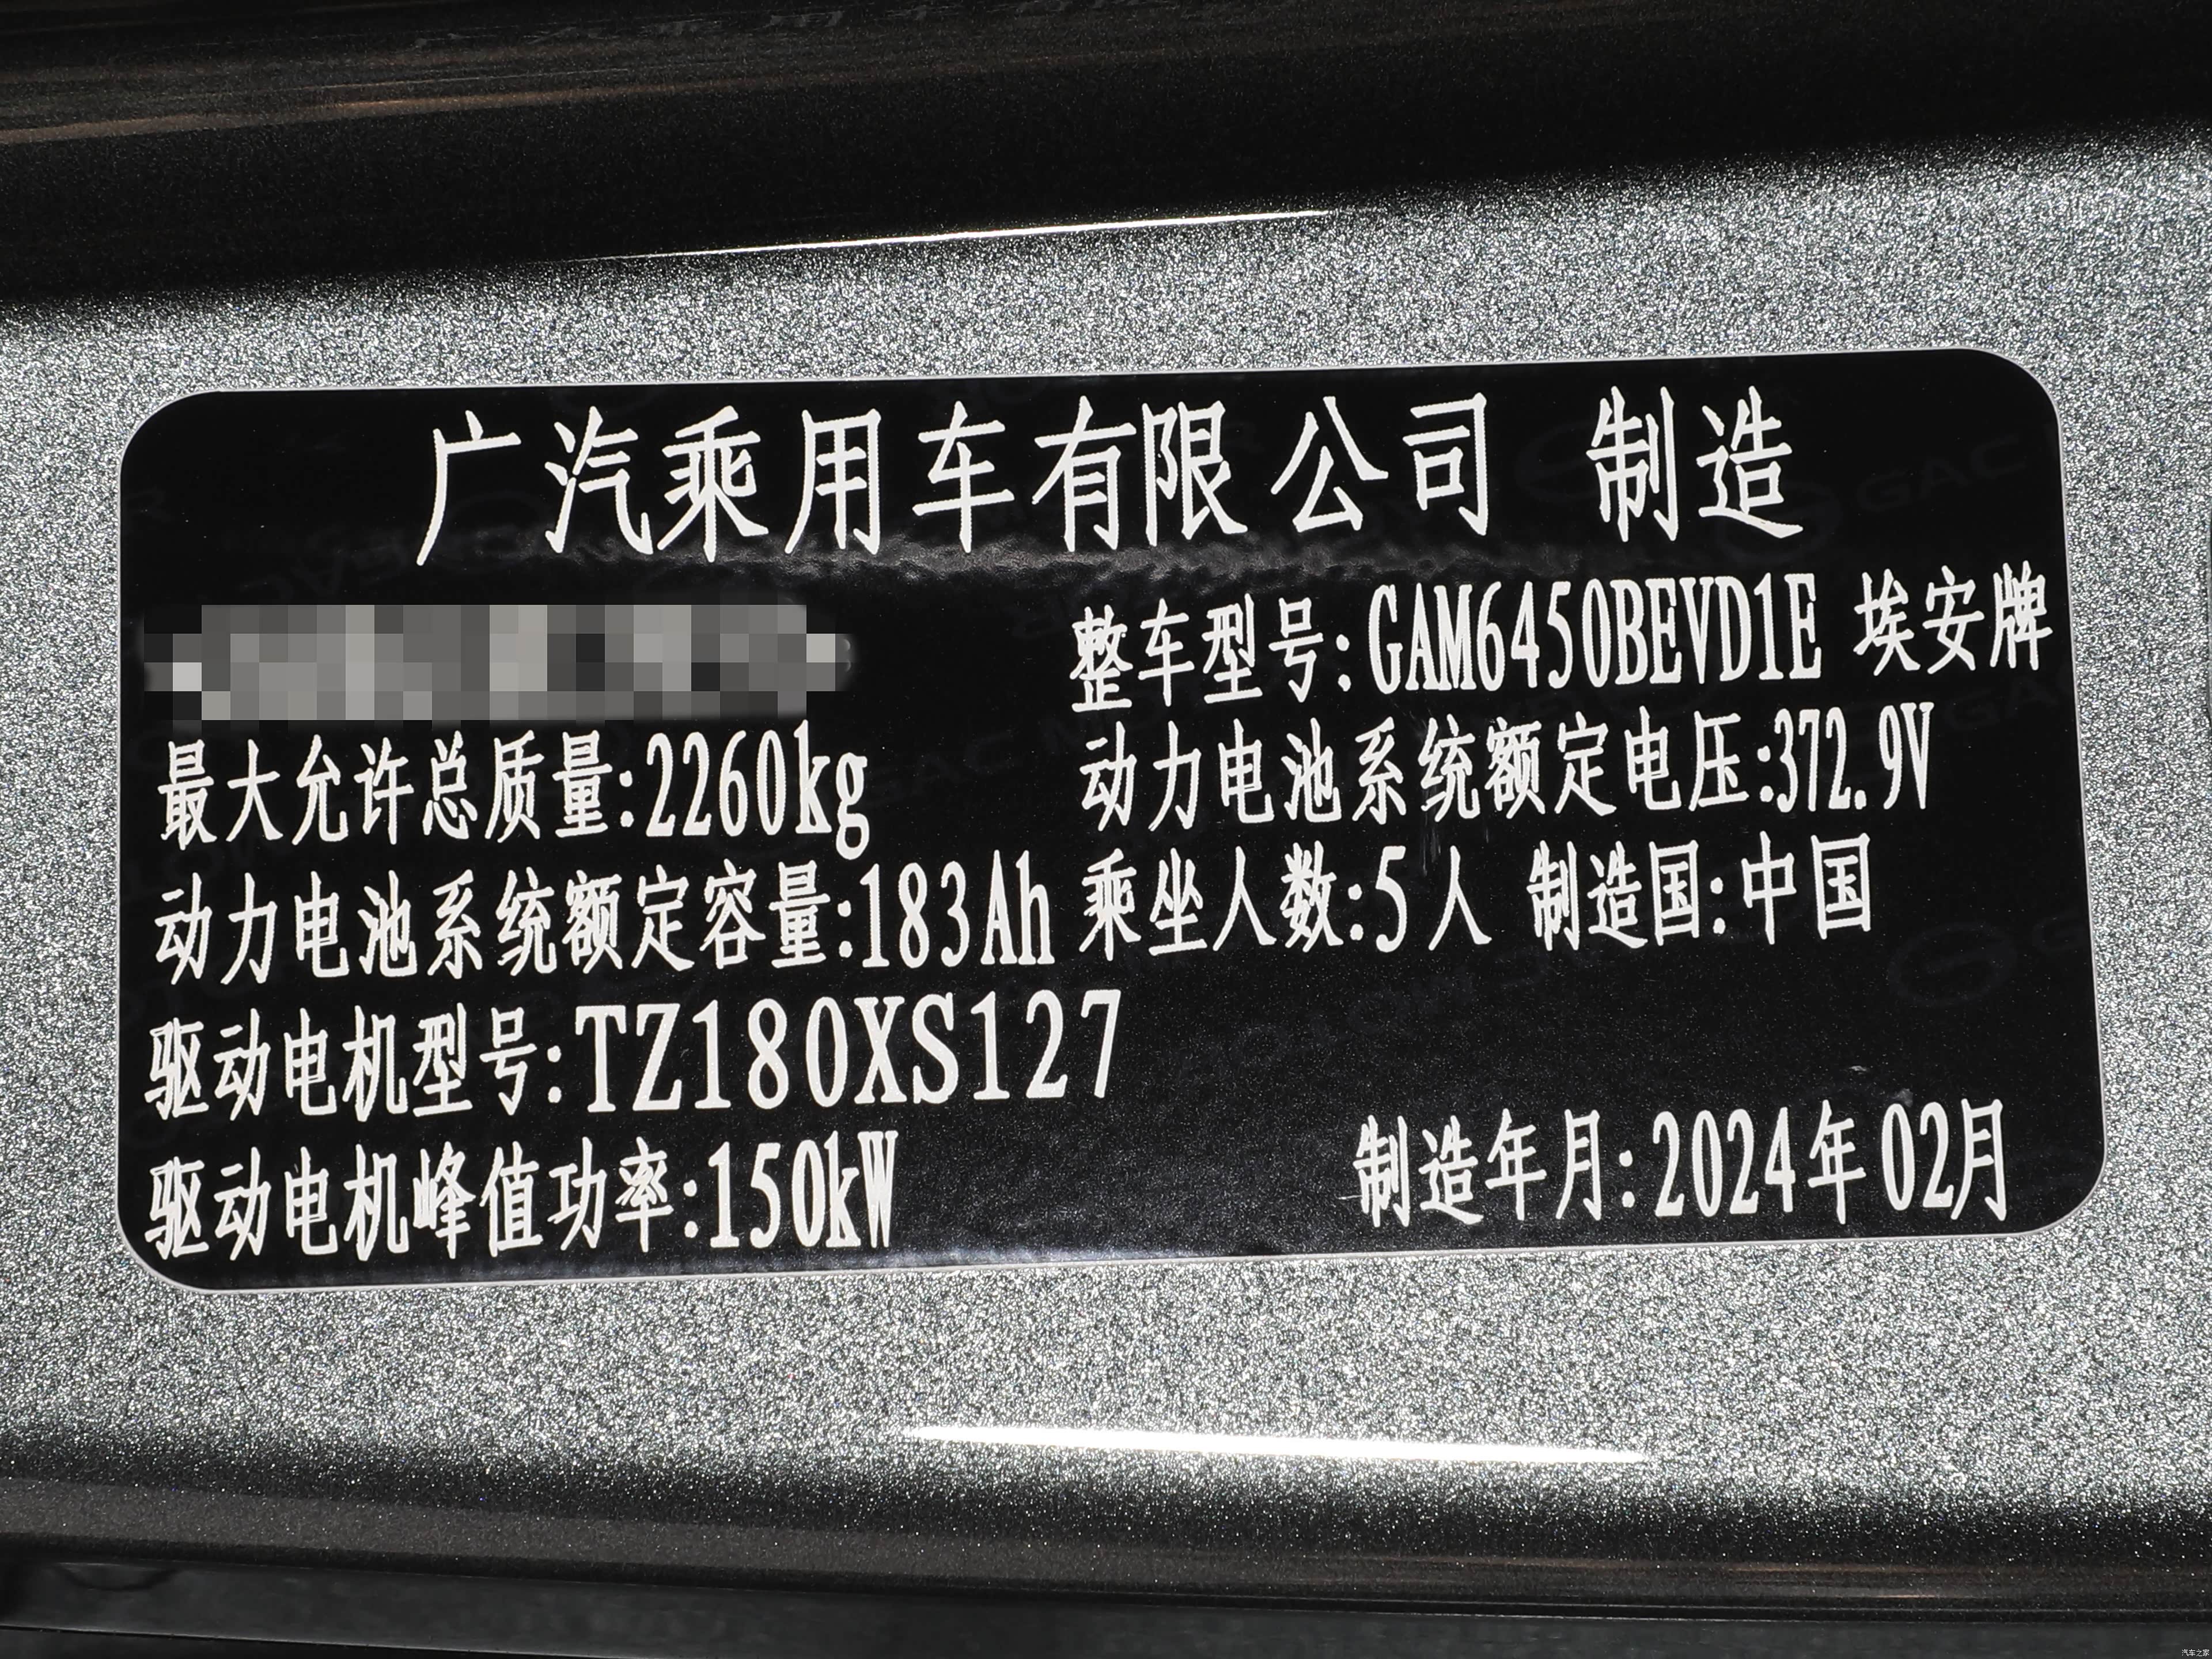 广汽乘用车有限公司 制造
整车型号:GAM6450BEVD1E 埃安牌
最大允许总质量:2260kg 动力电池系统额定电压:372.9V
动力电池系统额定容量:183Ah 乘坐人数:5人 制造国:中国
驱动电机型号:TZ180XS127
驱动电机峰值功率:150kW 制造年月:2024年02月
汽车之家